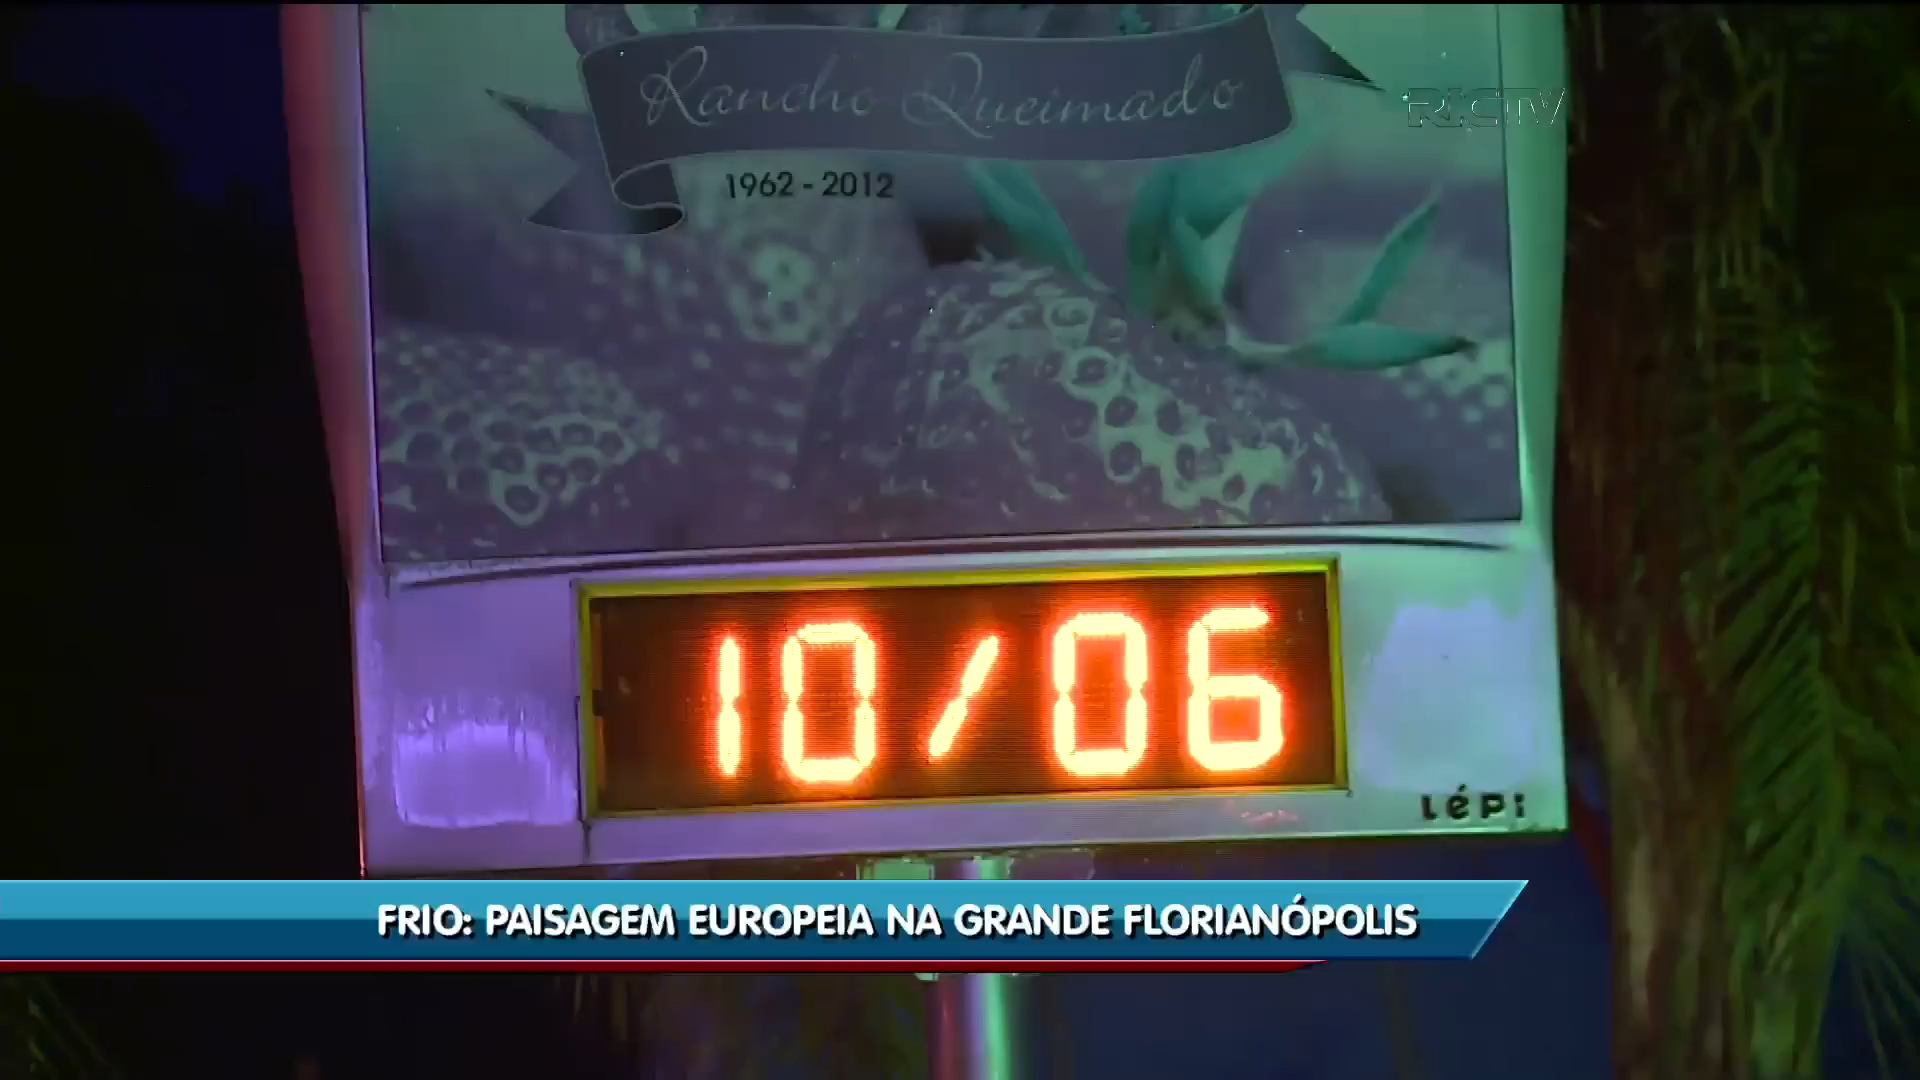 Rancho Queimado
RICTV
1962 - 2012
10/06
lépi
FRIO: PAISAGEM EUROPEIA NA GRANDE FLORIANÓPOLIS